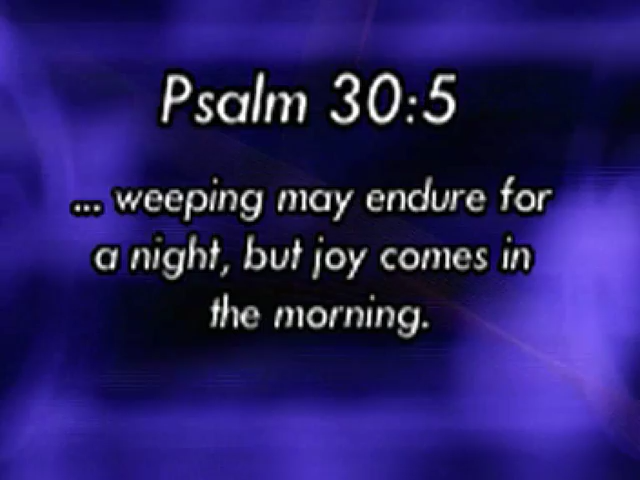 Psalm 30:5
... weeping may endure for
a night, but joy comes in
the morning.